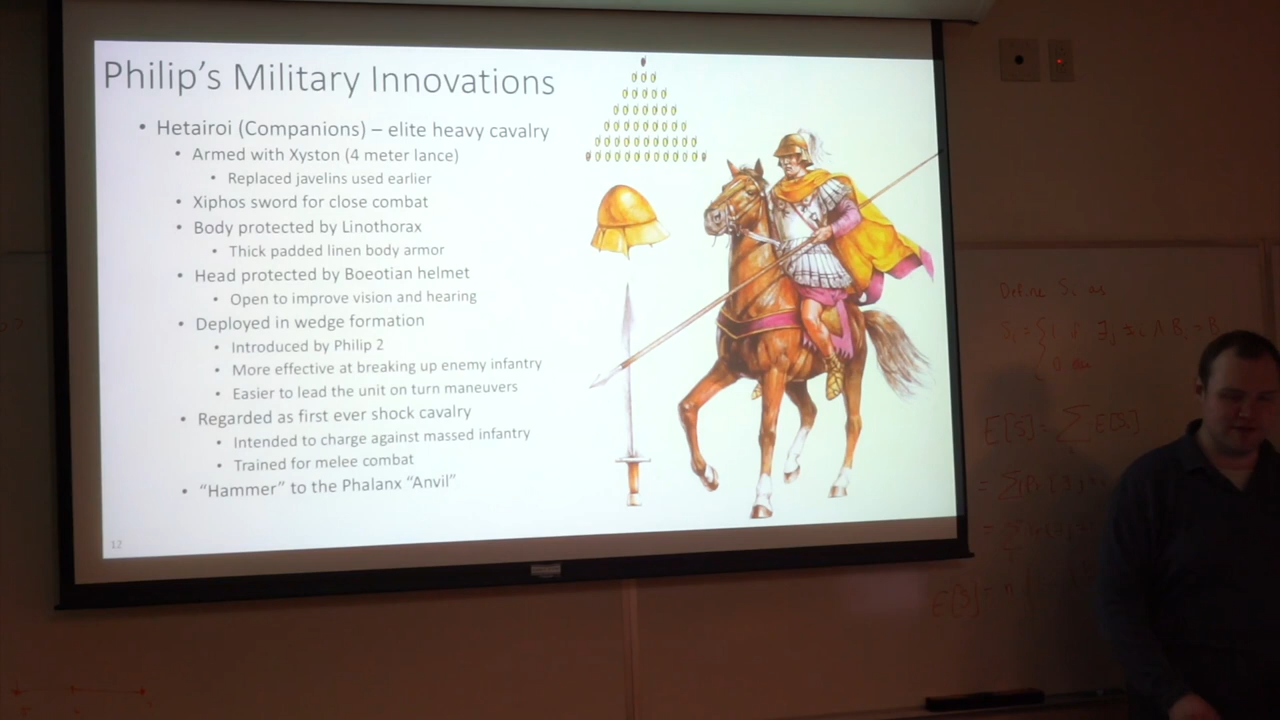 Philip's Military Innovations
• Hetairoi (Companions) – elite heavy cavalry
• Armed with Xyston (4 meter lance)
• Replaced javelins used earlier
• Xiphos sword for close combat
• Body protected by Linothorax
• Thick padded linen body armor
• Head protected by Boeotian helmet
• Open to improve vision and hearing
• Deployed in wedge formation
• Introduced by Philip 2
• More effective at breaking up enemy infantry
• Easier to lead the unit on turn maneuvers
• Regarded as first ever shock cavalry
• Intended to charge against massed infantry
• Trained for melee combat
• "Hammer" to the Phalanx "Anvil"
12
Define Si as
E[S] = ∑ E[Si]